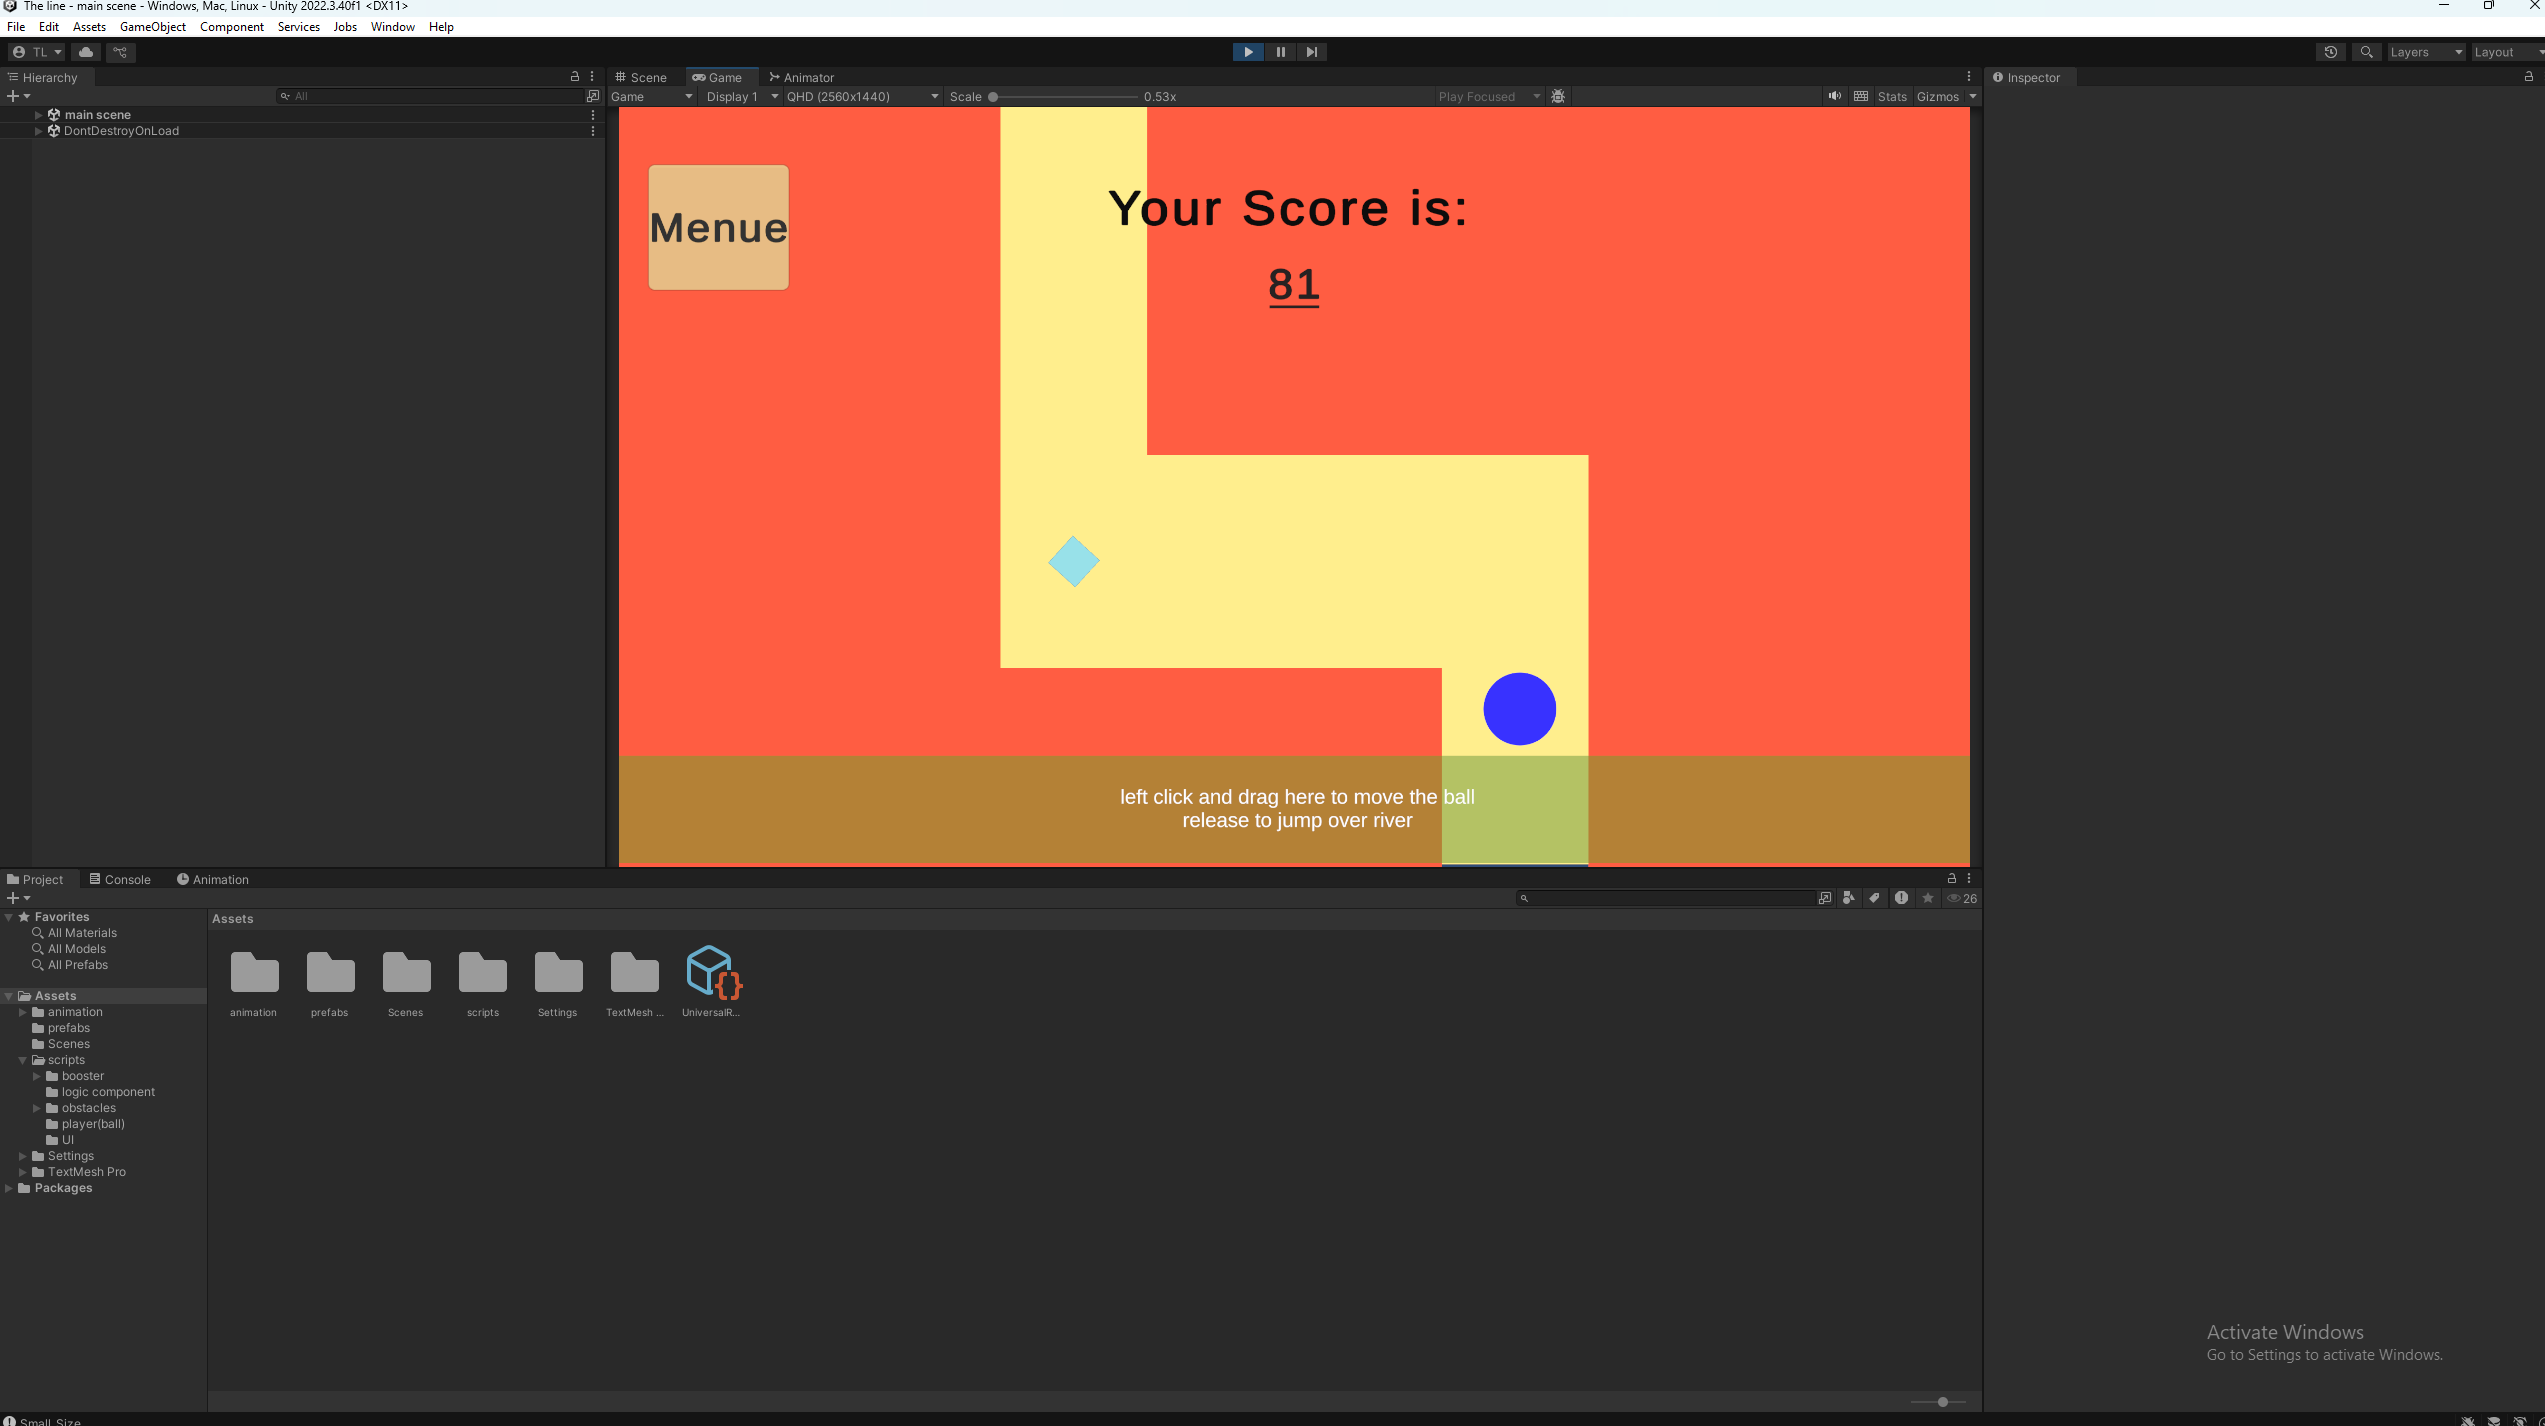 The line - main scene - Windows, Mac, Linux - Unity 2022.3.40f1 <DX11>
File Edit Assets GameObject Component Services Jobs Window Help
TL
Layers Layout
Hierarchy
All
main scene
DontDestroyOnLoad
Scene Game Animator
Game Display 1 QHD (2560x1440) Scale 0.53x Play Focused Stats Gizmos
Menue
Your Score is:
81
left click and drag here to move the ball
release to jump over river
Inspector
Project Console Animation
26
Favorites
All Materials
All Models
All Prefabs
Assets
animation
prefabs
Scenes
scripts
booster
logic component
obstacles
player(ball)
UI
Settings
TextMesh Pro
Packages
Assets
animation prefabs Scenes scripts Settings TextMesh ... UniversalR...
Activate Windows
Go to Settings to activate Windows.
Small Size